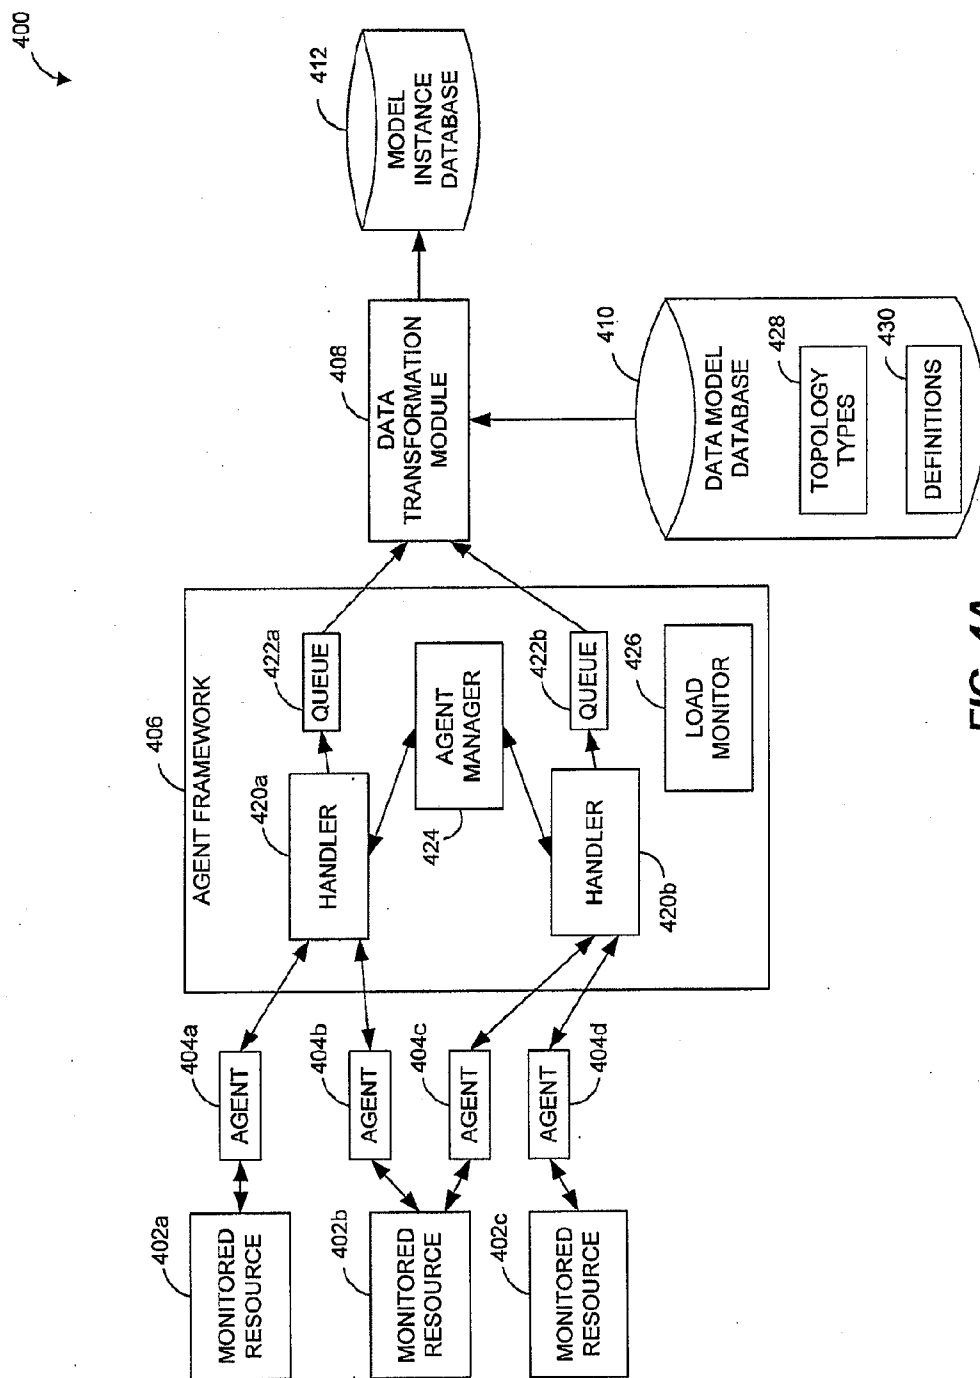 400
402a
MONITORED
RESOURCE
402b
MONITORED
RESOURCE
402c
MONITORED
RESOURCE
404a
AGENT
404b
AGENT
404c
AGENT
404d
AGENT
406
AGENT FRAMEWORK
420a
HANDLER
422a
QUEUE
AGENT
MANAGER
424
HANDLER
420b
422b
QUEUE
426
LOAD
MONITOR
408
DATA
TRANSFORMATION
MODULE
412
MODEL
INSTANCE
DATABASE
410
DATA MODEL
DATABASE
428
TOPOLOGY
TYPES
430
DEFINITIONS
FIG. 4A